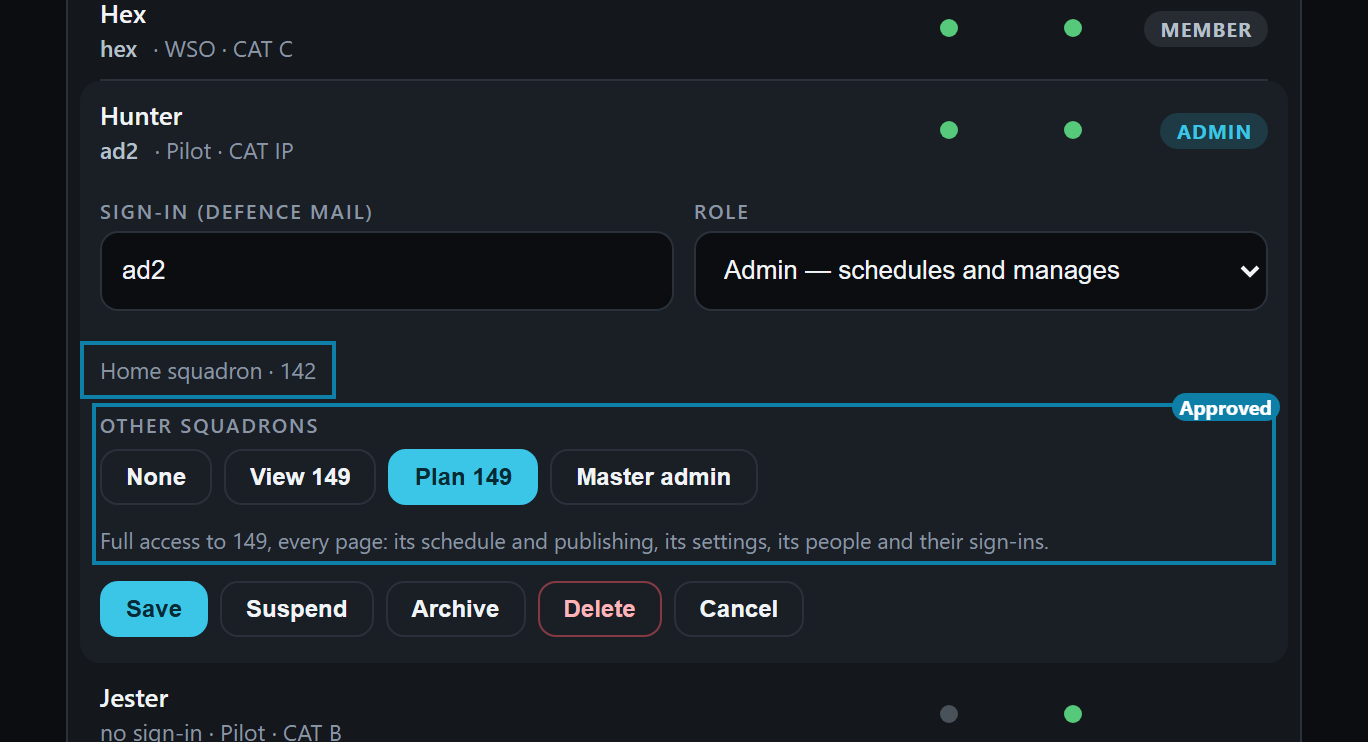 Hex
hex · WSO · CAT C
MEMBER
Hunter
ad2 · Pilot · CAT IP
ADMIN
SIGN-IN (DEFENCE MAIL)
ROLE
ad2
Admin — schedules and manages
Home squadron · 142
Approved
OTHER SQUADRONS
None View 149 Plan 149 Master admin
Full access to 149, every page: its schedule and publishing, its settings, its people and their sign-ins.
Save Suspend Archive Delete Cancel
Jester
no sign-in · Pilot · CAT B